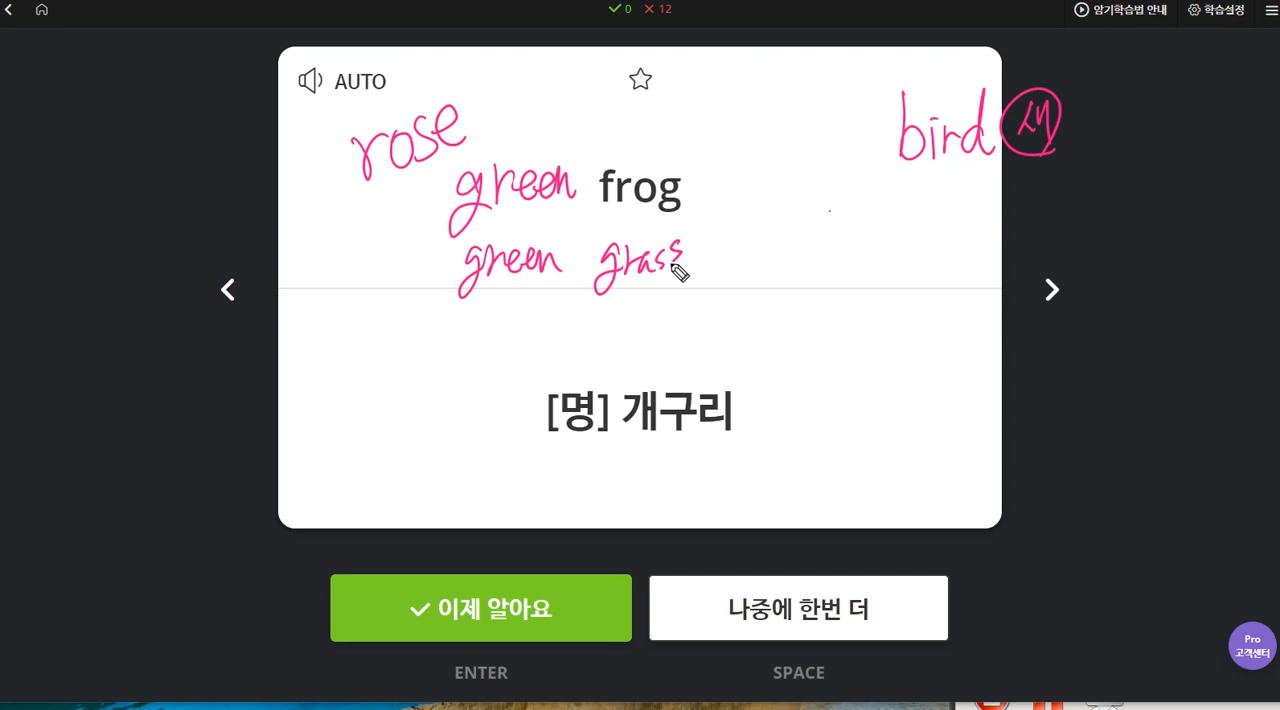 0 12 암기학습법 안내 학습설정
AUTO
rose
bird 새
green frog
green grass
[명] 개구리
이제 알아요 나중에 한번 더
ENTER SPACE
Pro
고객센터